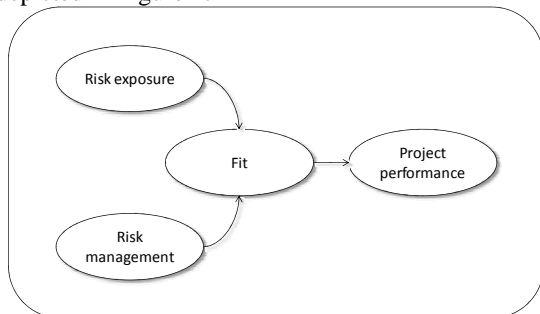 Risk exposure
Fit
Project
performance
Risk
management